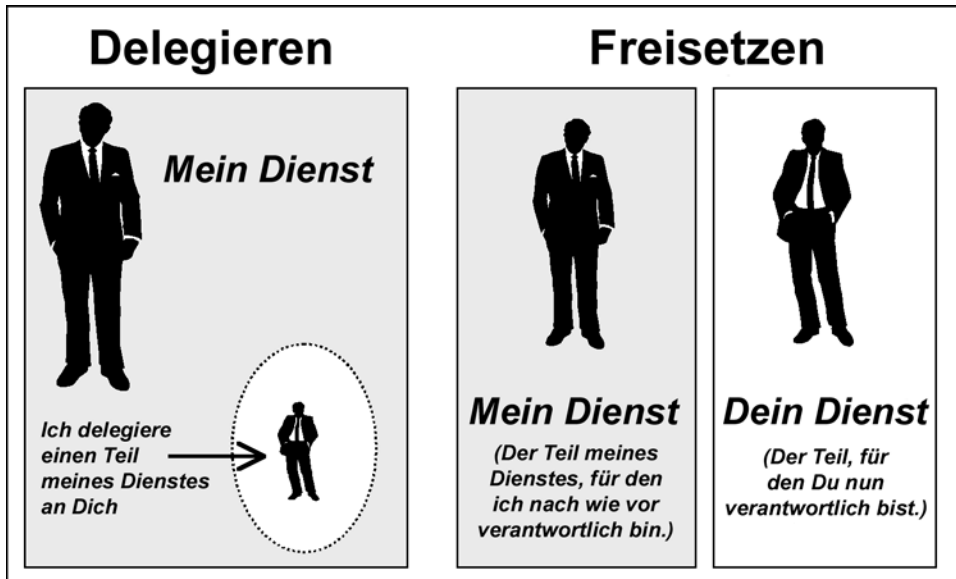 Delegieren
Mein Dienst
Ich delegiere
einen Teil
meines Dienstes
an Dich
Freisetzen
Mein Dienst
(Der Teil meines
Dienstes, für den
ich nach wie vor
verantwortlich bin.)
Dein Dienst
(Der Teil, für
den Du nun
verantwortlich bist.)